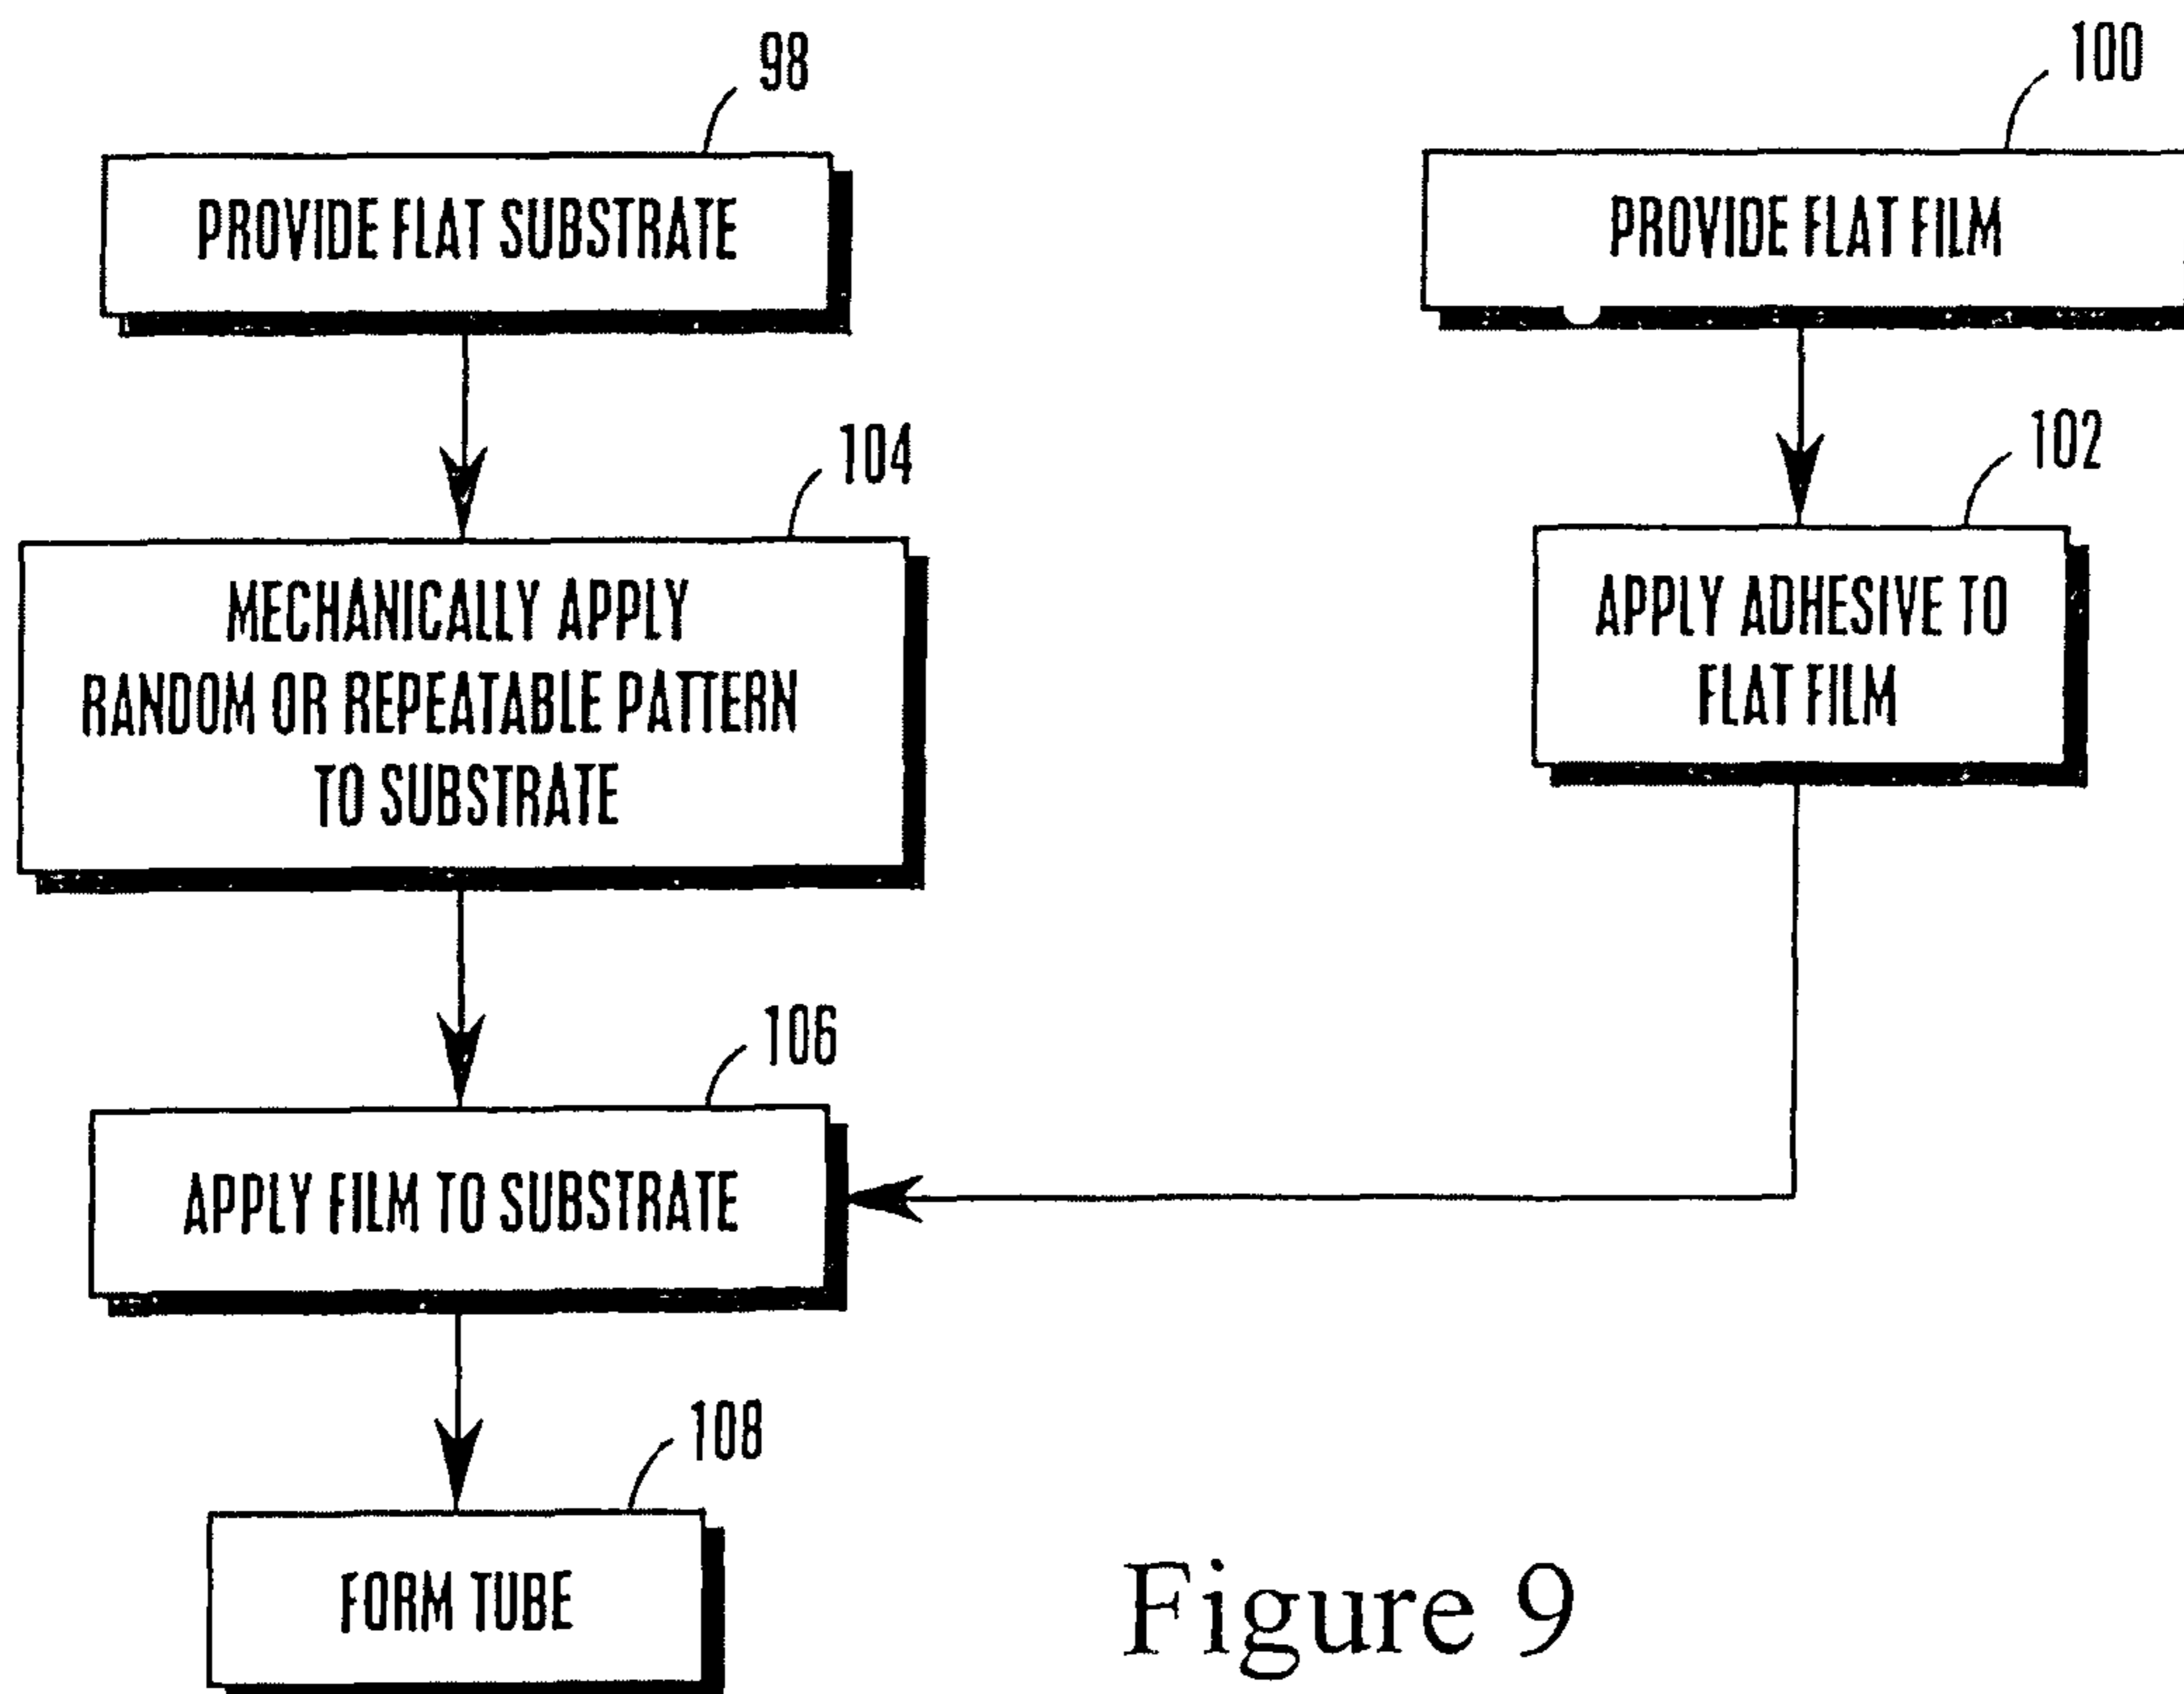 98
PROVIDE FLAT SUBSTRATE
100
PROVIDE FLAT FILM
104
MECHANICALLY APPLY
RANDOM OR REPEATABLE PATTERN
TO SUBSTRATE
102
APPLY ADHESIVE TO
FLAT FILM
106
APPLY FILM TO SUBSTRATE
108
FORM TUBE
Figure 9